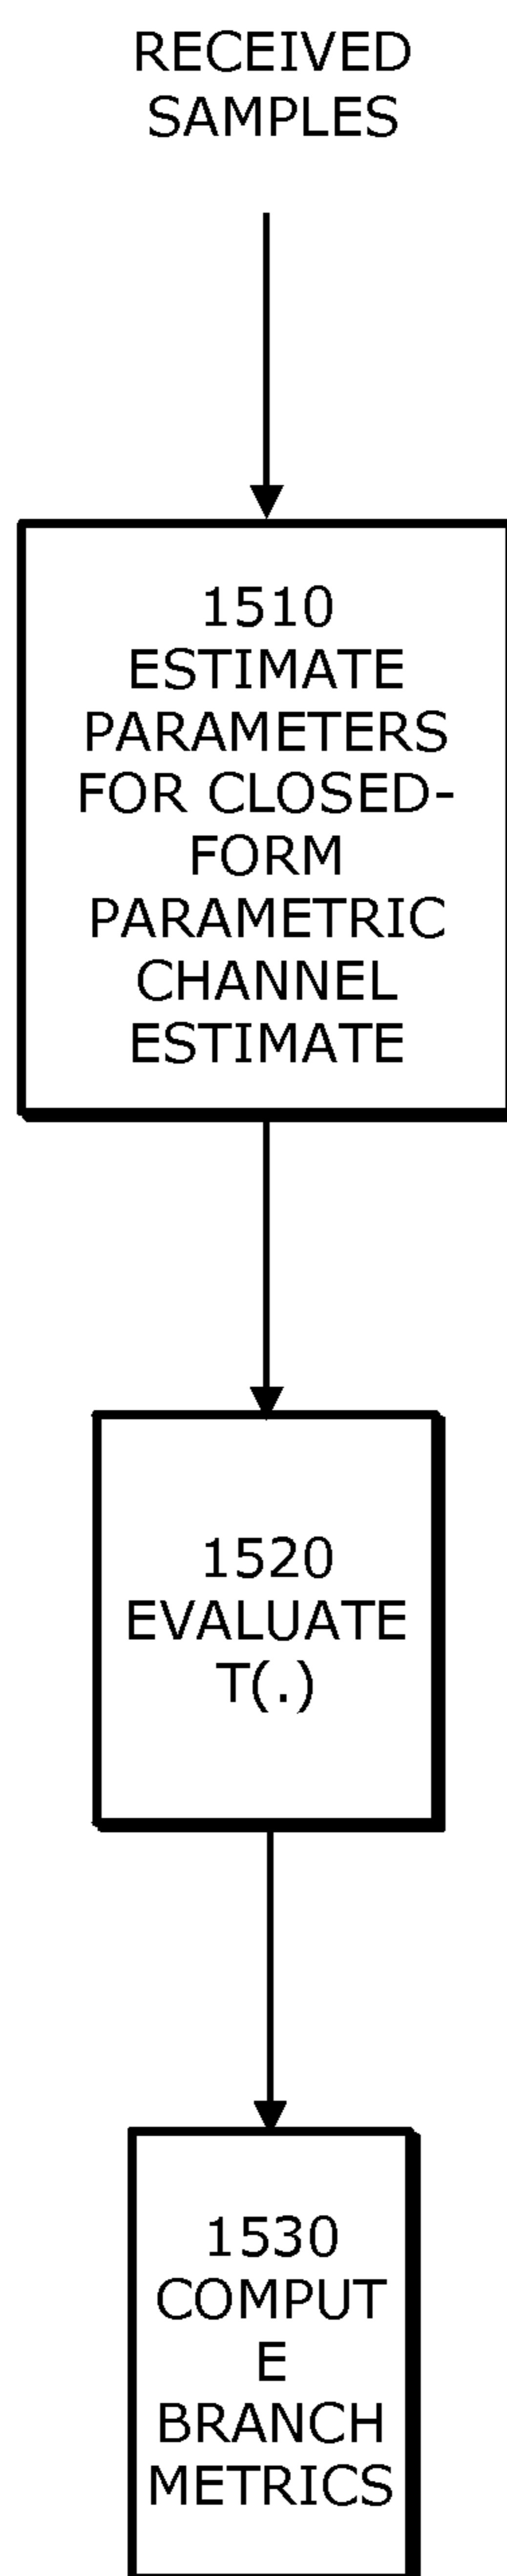 RECEIVED
SAMPLES
1510
ESTIMATE
PARAMETERS
FOR CLOSED-
FORM
PARAMETRIC
CHANNEL
ESTIMATE
1520
EVALUATE
T(.)
1530
COMPUT
E
BRANCH
METRICS